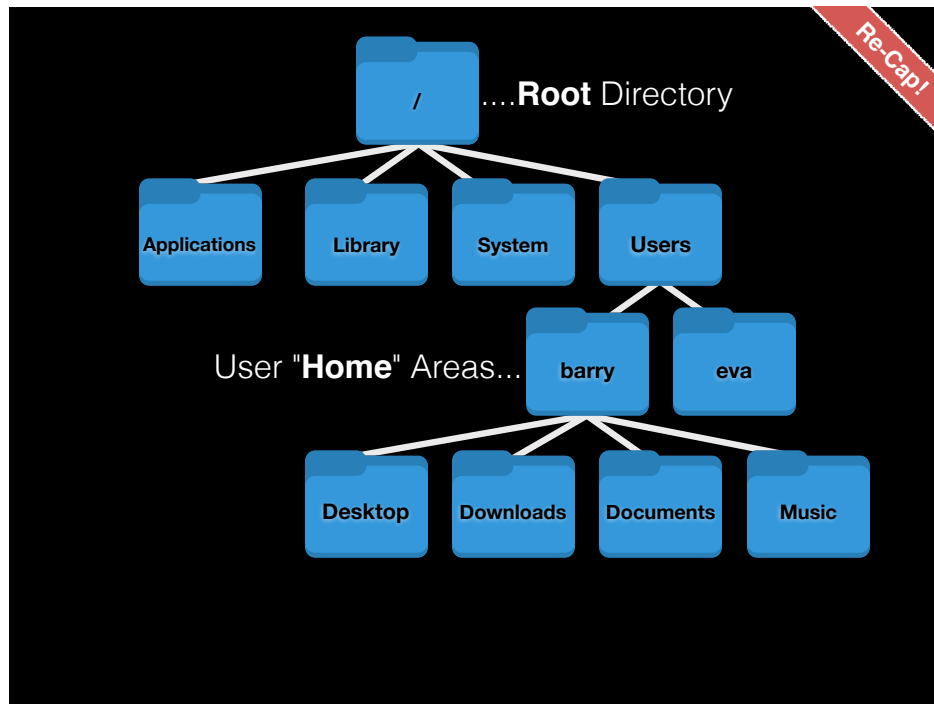 Re-Cap!
/
....Root Directory
Applications
Library
System
Users
User "Home" Areas...
barry
eva
Desktop
Downloads
Documents
Music